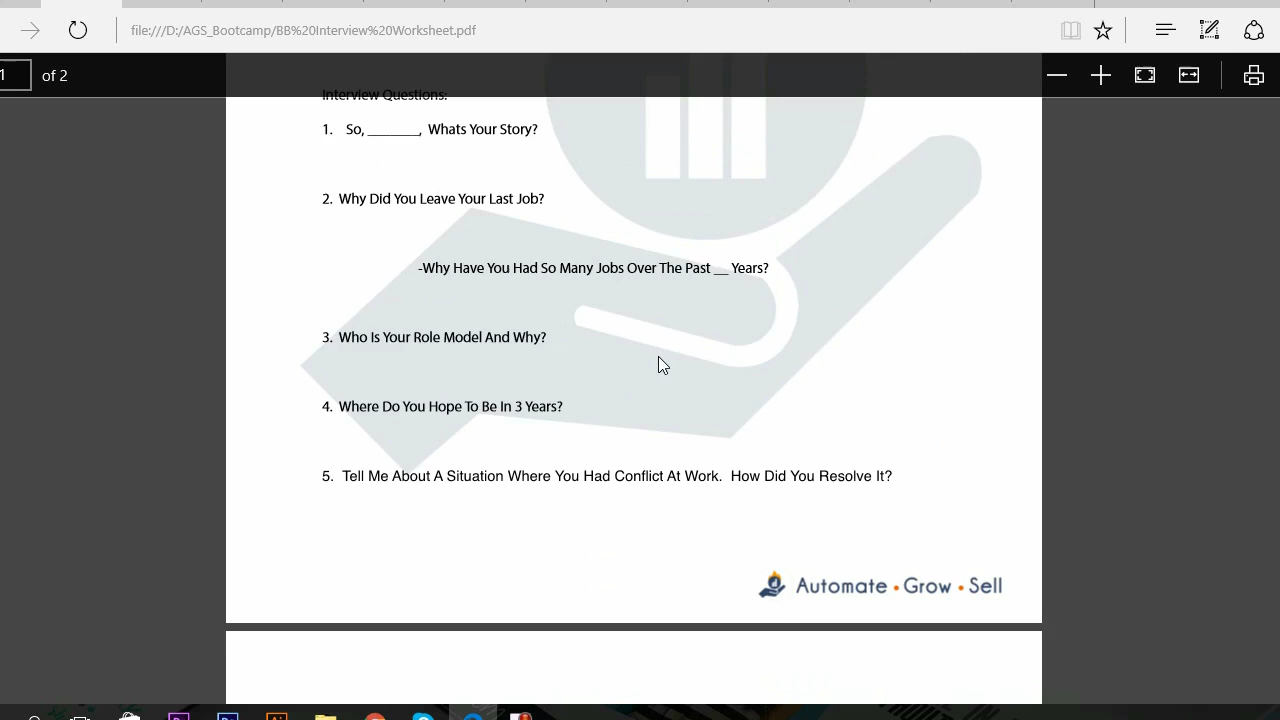 file:///D:/AGS_Bootcamp/BB%20Interview%20Worksheet.pdf
1 of 2
Interview Questions:
1. So, _______, Whats Your Story?
2. Why Did You Leave Your Last Job?
-Why Have You Had So Many Jobs Over The Past __ Years?
3. Who Is Your Role Model And Why?
4. Where Do You Hope To Be In 3 Years?
5. Tell Me About A Situation Where You Had Conflict At Work. How Did You Resolve It?
Automate • Grow • Sell